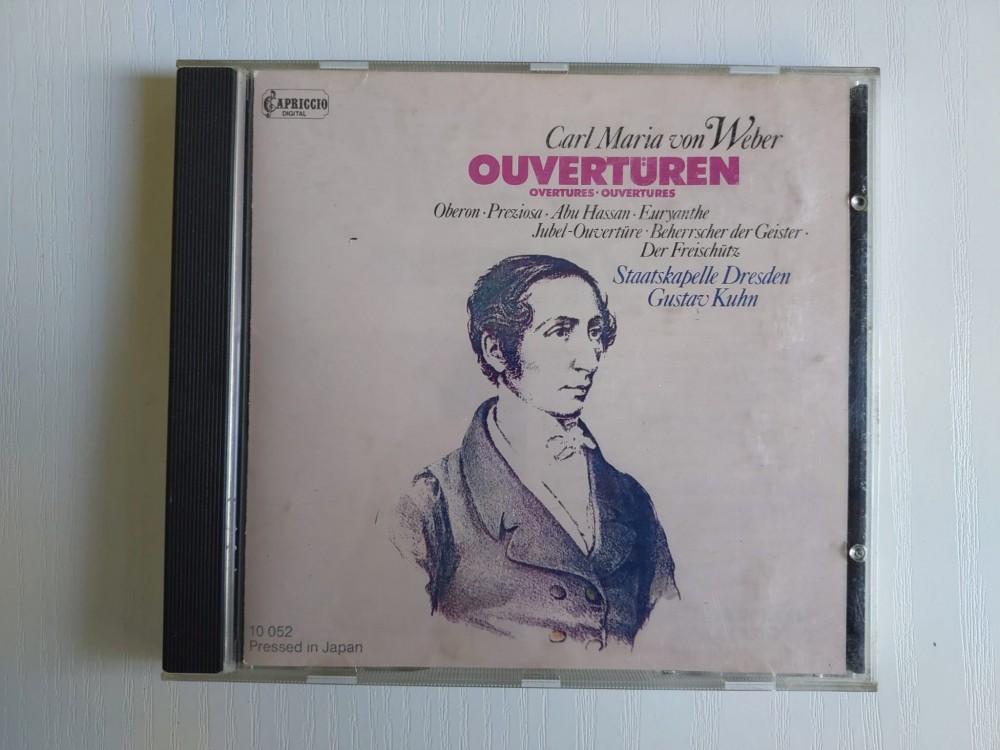 CAPRICCIO
DIGITAL
Carl Maria von Weber
OUVERTÜREN
OVERTURES · OUVERTURES
Oberon · Preziosa · Abu Hassan · Euryanthe
Jubel-Ouvertüre · Beherrscher der Geister ·
Der Freischütz
Staatskapelle Dresden
Gustav Kuhn
10 052
Pressed in Japan